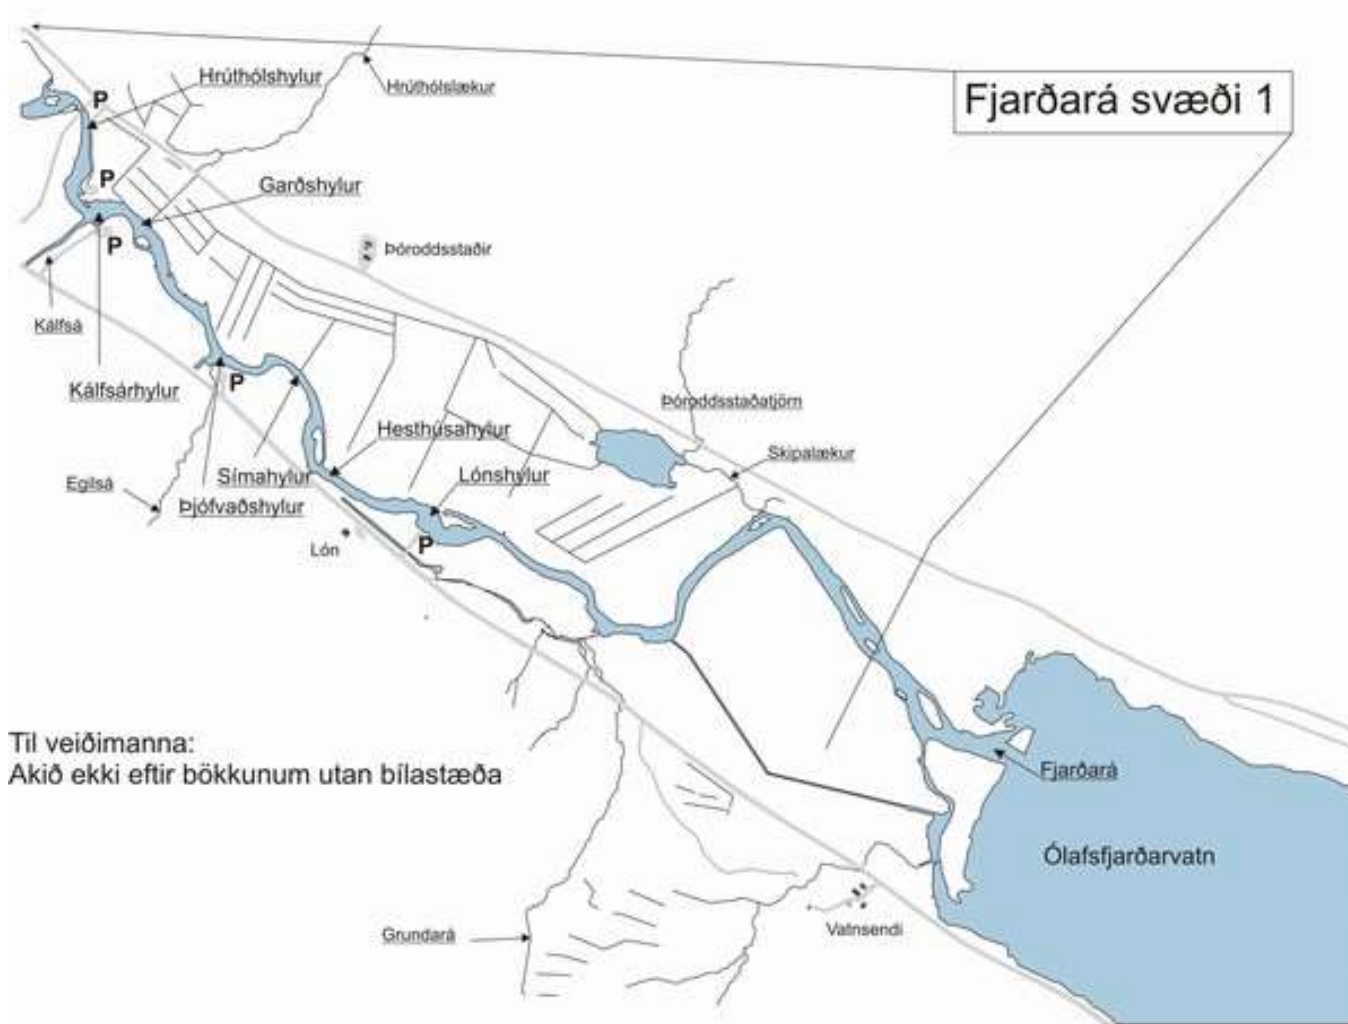 Hrúthólshylur
Hrúthólslækur
Fjarðará svæði 1
P
P
Garðshylur
P
Þóroddsstaðir
Kálfsá
Kálfsárhylur
P
Þóroddsstaðatjörn
Hesthúsahylur
Skipalækur
Símahylur
Lónshylur
Egilsá
Þjófvaðshylur
Lón
P
Til veiðimanna:
Akið ekki eftir bökkunum utan bílastæða
Fjarðará
Ólafsfjarðarvatn
Vatnsendi
Grundará